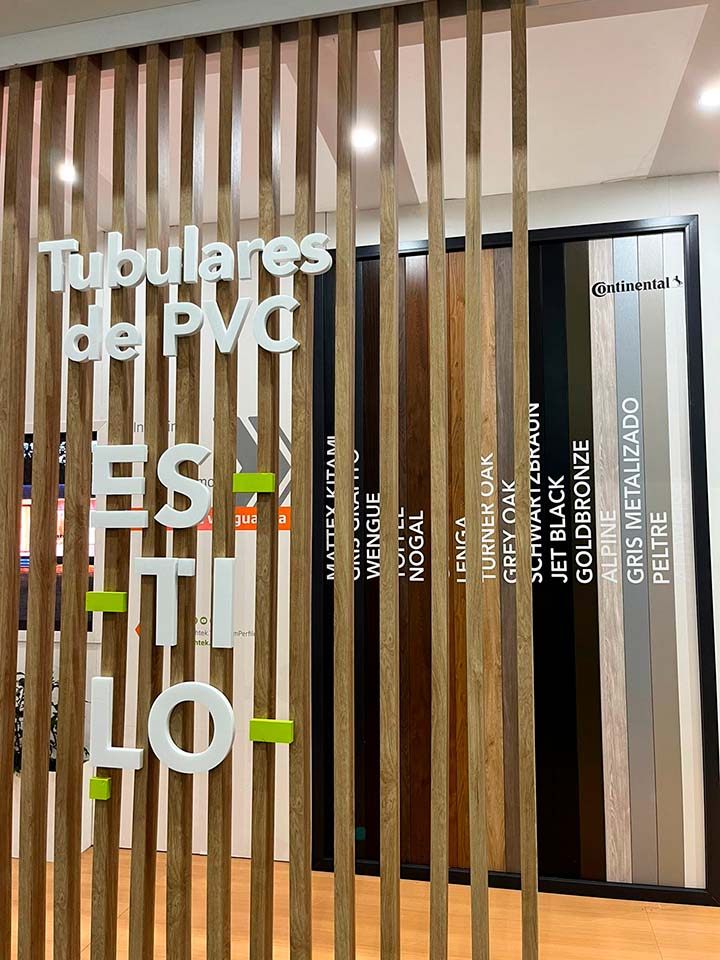 Tubulares
de PVC
ES
TI
LO
Continental
MATTEX KITAMI
GRIS GRAFITO
WENGUE
TOFFEE
NOGAL
LENGA
TURNER OAK
GREY OAK
SCHWARTZBRAUN
JET BLACK
GOLDBRONZE
ALPINE
GRIS METALIZADO
PELTRE